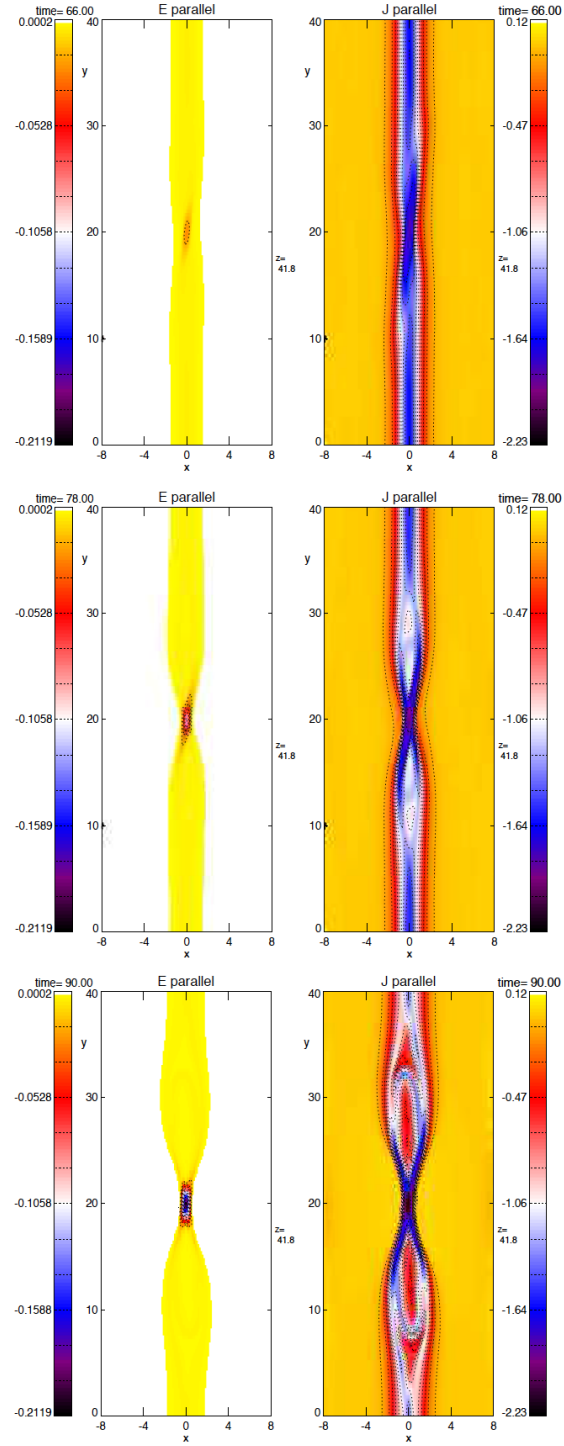 time= 66.00 E parallel J parallel time= 66.00
0.0002 40 40 0.12
y
-0.0528 30 30 -0.47
-0.1058 20 20 -1.06
z= 41.8 z= 41.8
-0.1589 10 10 -1.64
-0.2119 0 0 -2.23
-8 -4 0 4 8 -8 -4 0 4 8
x x
time= 78.00 E parallel J parallel time= 78.00
0.0002 40 40 0.12
y
-0.0528 30 30 -0.47
-0.1058 20 20 -1.06
z= 41.8 z= 41.8
-0.1589 10 10 -1.64
-0.2119 0 0 -2.23
-8 -4 0 4 8 -8 -4 0 4 8
x x
time= 90.00 E parallel J parallel time= 90.00
0.0002 40 40 0.12
y
-0.0528 30 30 -0.47
-0.1058 20 20 -1.06
z= 41.8 z= 41.8
-0.1588 10 10 -1.64
-0.2119 0 0 -2.23
-8 -4 0 4 8 -8 -4 0 4 8
x x